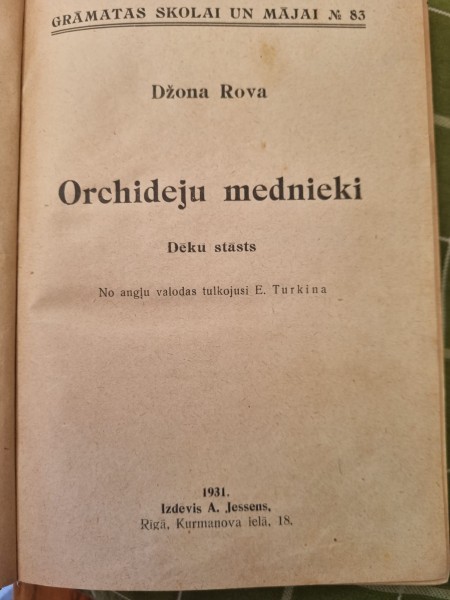 GRĀMATAS SKOLAI UN MĀJAI № 83
Džona Rova
Orchideju mednieki
Dēku stāsts
No angļu valodas tulkojusi E. Turkina
1931.
Izdevis A. Jessens,
Rīgā, Kurmanova ielā, 18.